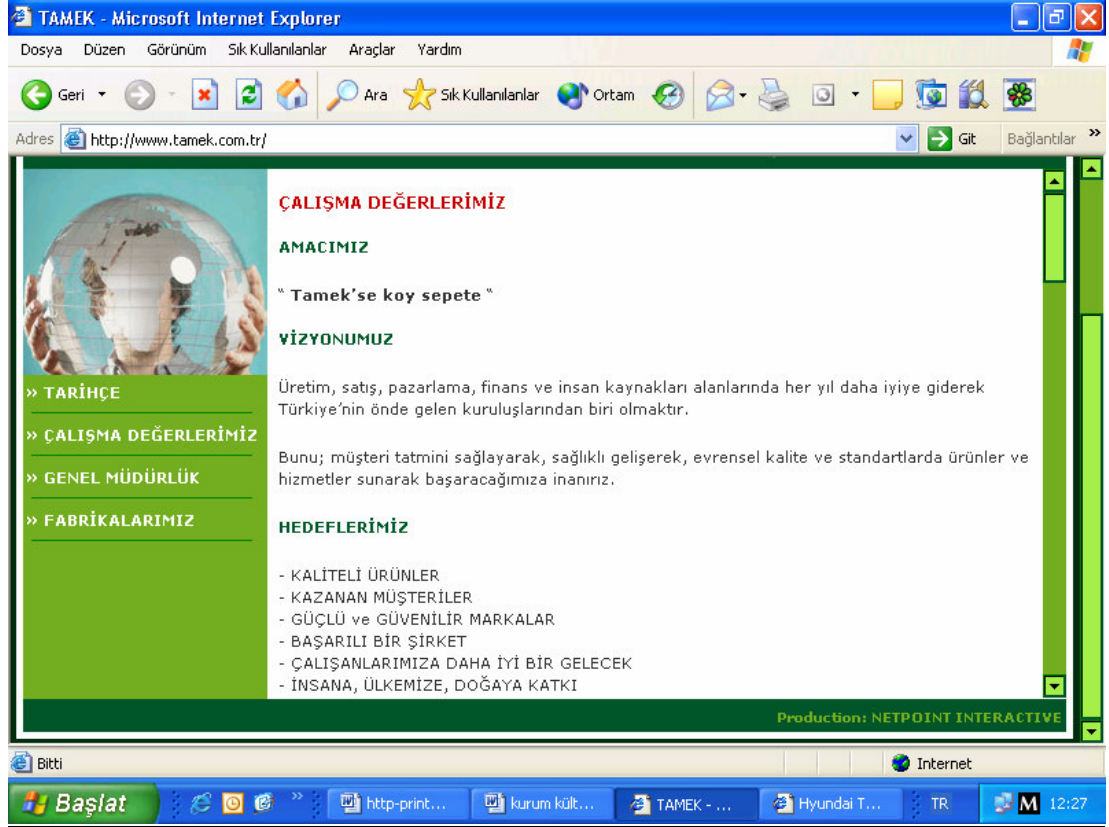 TAMEK - Microsoft Internet Explorer
Dosya Düzen Görünüm Sık Kullanılanlar Araçlar Yardım
Geri Ara Sık Kullanılanlar Ortam
Adres http://www.tamek.com.tr/ Git Bağlantılar »
ÇALIŞMA DEĞERLERİMİZ
AMACIMIZ
" Tamek'se koy sepete "
VİZYONUMUZ
Üretim, satış, pazarlama, finans ve insan kaynakları alanlarında her yıl daha iyiye giderek
Türkiye'nin önde gelen kuruluşlarından biri olmaktır.
Bunu; müşteri tatmini sağlayarak, sağlıklı gelişerek, evrensel kalite ve standartlarda ürünler ve
hizmetler sunarak başaracağımıza inanırız.
HEDEFLERİMİZ
- KALİTELİ ÜRÜNLER
- KAZANAN MÜŞTERİLER
- GÜÇLÜ ve GÜVENİLİR MARKALAR
- BAŞARILI BİR ŞİRKET
- ÇALIŞANLARIMIZA DAHA İYİ BİR GELECEK
- İNSANA, ÜLKEMİZE, DOĞAYA KATKI
» TARİHÇE
» ÇALIŞMA DEĞERLERİMİZ
» GENEL MÜDÜRLÜK
» FABRİKALARIMIZ
Production: NETPOINT INTERACTIVE
Bitti Internet
Başlat » http-print... kurum kült... TAMEK - ... Hyundai T... TR M 12:27